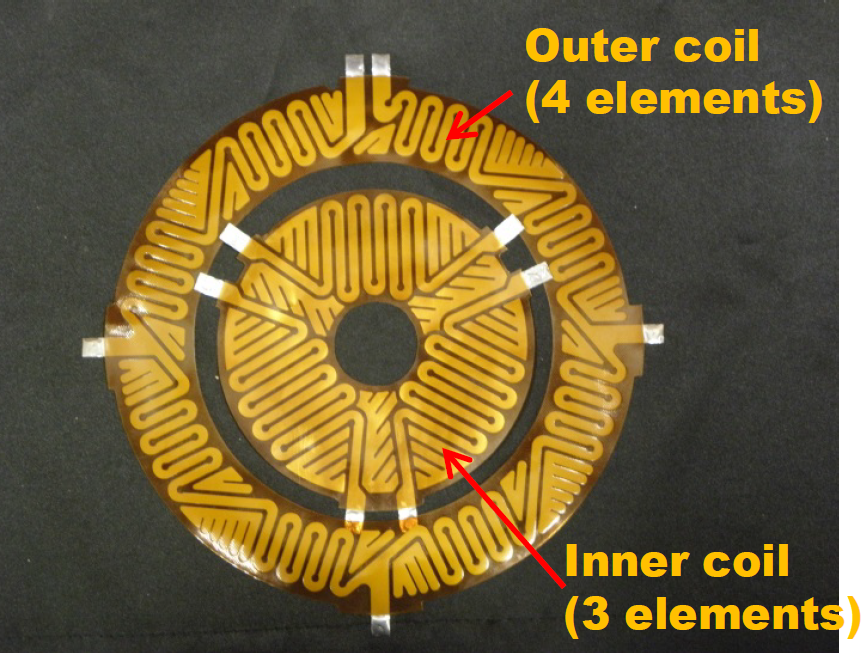 Outer coil
(4 elements)
Inner coil
(3 elements)